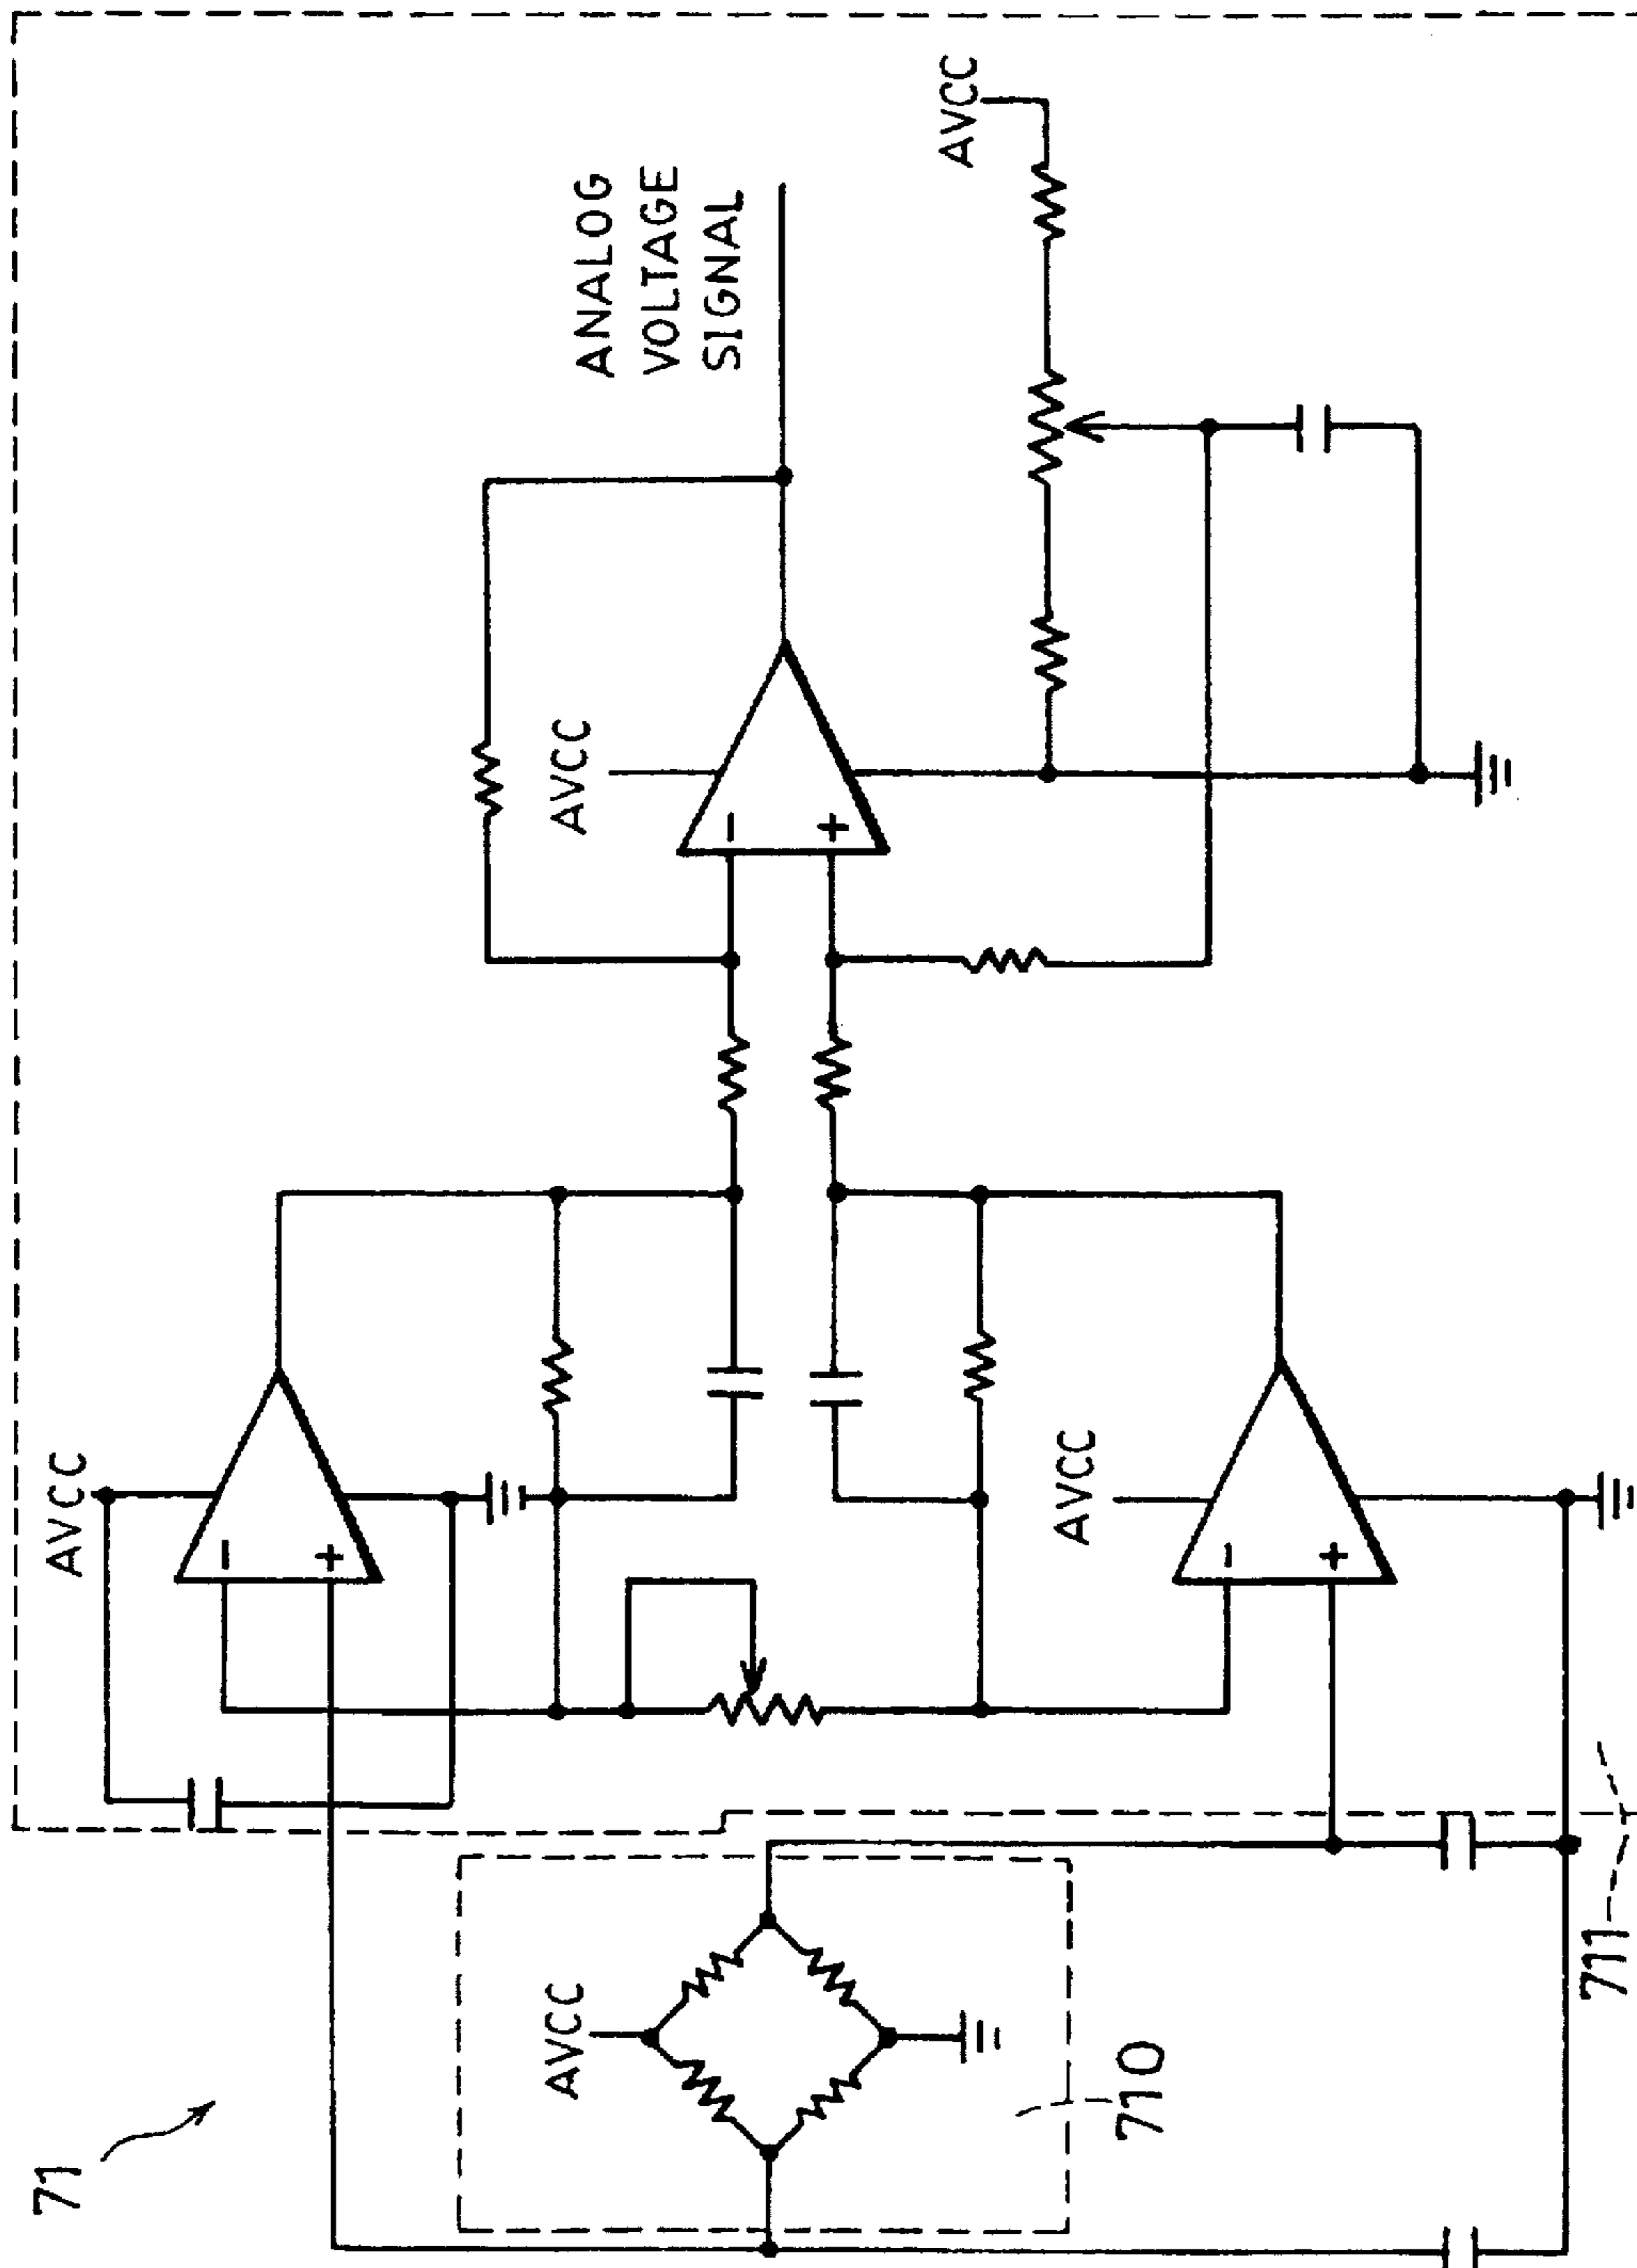 71
AVCC
710
711
AVCC
-
+
AVCC
-
+
AVCC
-
+
ANALOG
VOLTAGE
SIGNAL
AVCC